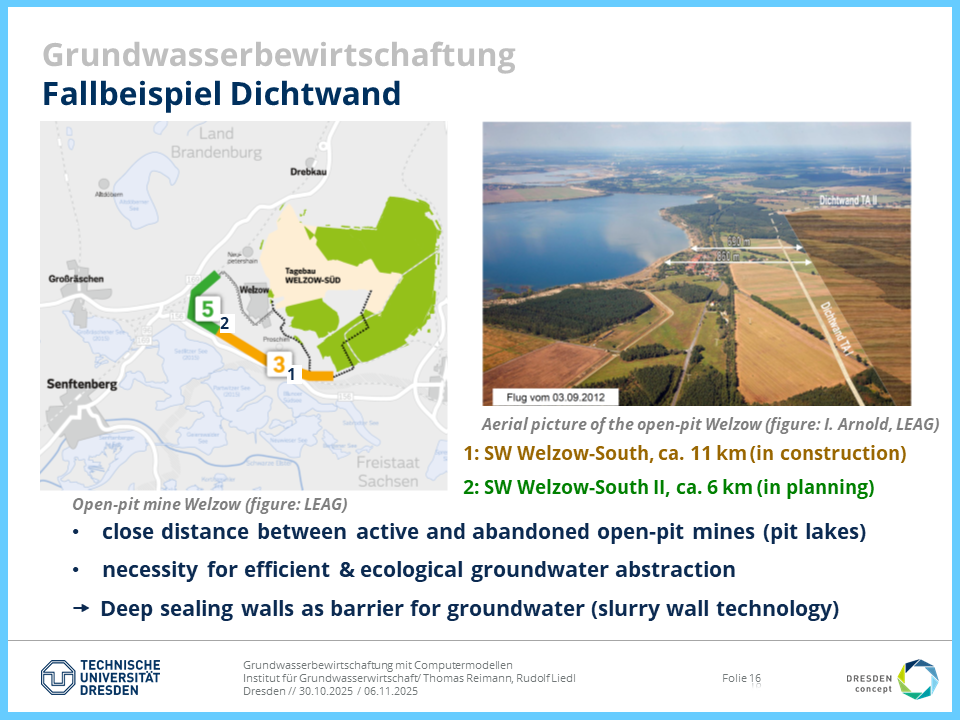 Grundwasserbewirtschaftung
Fallbeispiel Dichtwand
Land
Brandenburg
Drebkau
Altdöbern
Neu-
petershain
Großräschen
Welzow
Tagebau
WELZOW-SÜD
5
2
Proschim
3
1
Senftenberg
Freistaat
Sachsen
Open-pit mine Welzow (figure: LEAG)
Dichtwand TA II
Dichtwand TA I
Flug vom 03.09.2012
Aerial picture of the open-pit Welzow (figure: I. Arnold, LEAG)
1: SW Welzow-South, ca. 11 km (in construction)
2: SW Welzow-South II, ca. 6 km (in planning)
• close distance between active and abandoned open-pit mines (pit lakes)
• necessity for efficient & ecological groundwater abstraction
➝ Deep sealing walls as barrier for groundwater (slurry wall technology)
TECHNISCHE
UNIVERSITÄT
DRESDEN
Grundwasserbewirtschaftung mit Computermodellen
Institut für Grundwasserwirtschaft/ Thomas Reimann, Rudolf Liedl
Dresden // 30.10.2025 / 06.11.2025
Folie 16
DRESDEN
concept